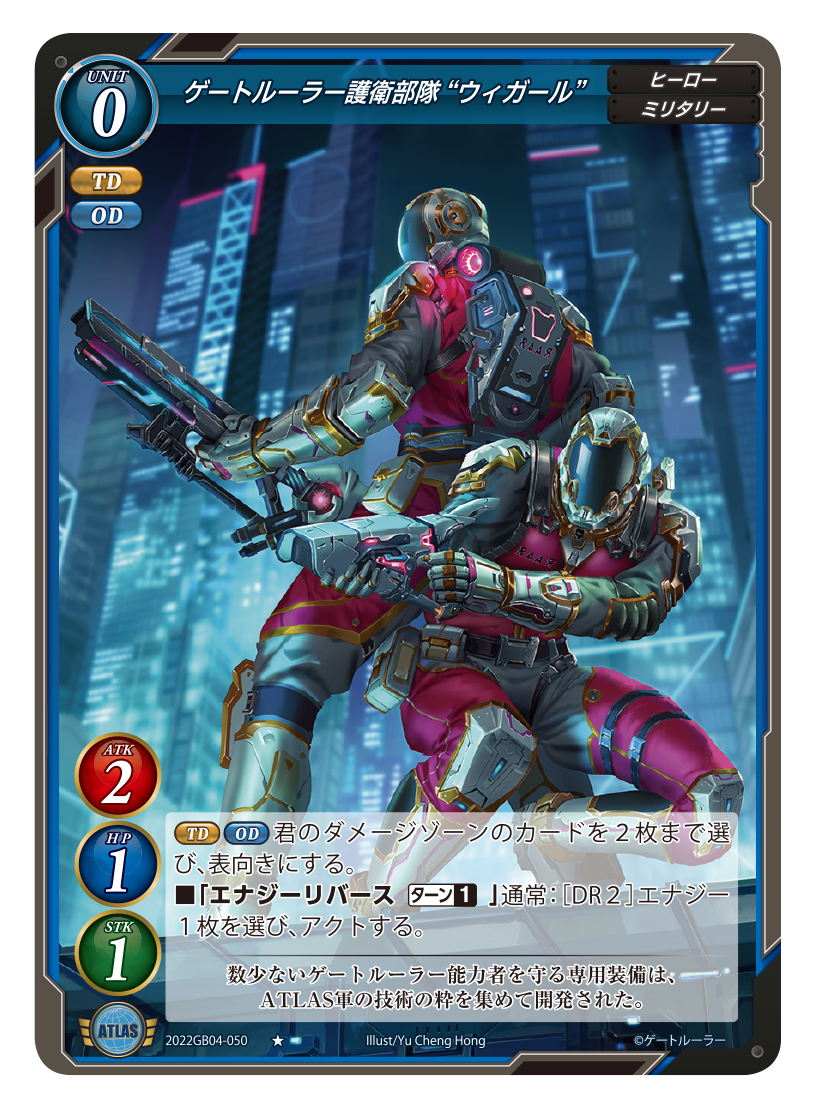 UNIT
0
ゲートルーラー護衛部隊 “ウィガール”
ヒーロー
ミリタリー
TD
OD
ATK
2
HP
1
STK
1
TD OD 君のダメージゾーンのカードを２枚まで選
び、表向きにする。
■「エナジーリバース ターン1 」通常：［DR２］エナジー
１枚を選び、アクトする。
数少ないゲートルーラー能力者を守る専用装備は、
ATLAS軍の技術の粋を集めて開発された。
ATLAS
2022GB04-050 ★ Illust/Yu Cheng Hong ©ゲートルーラー